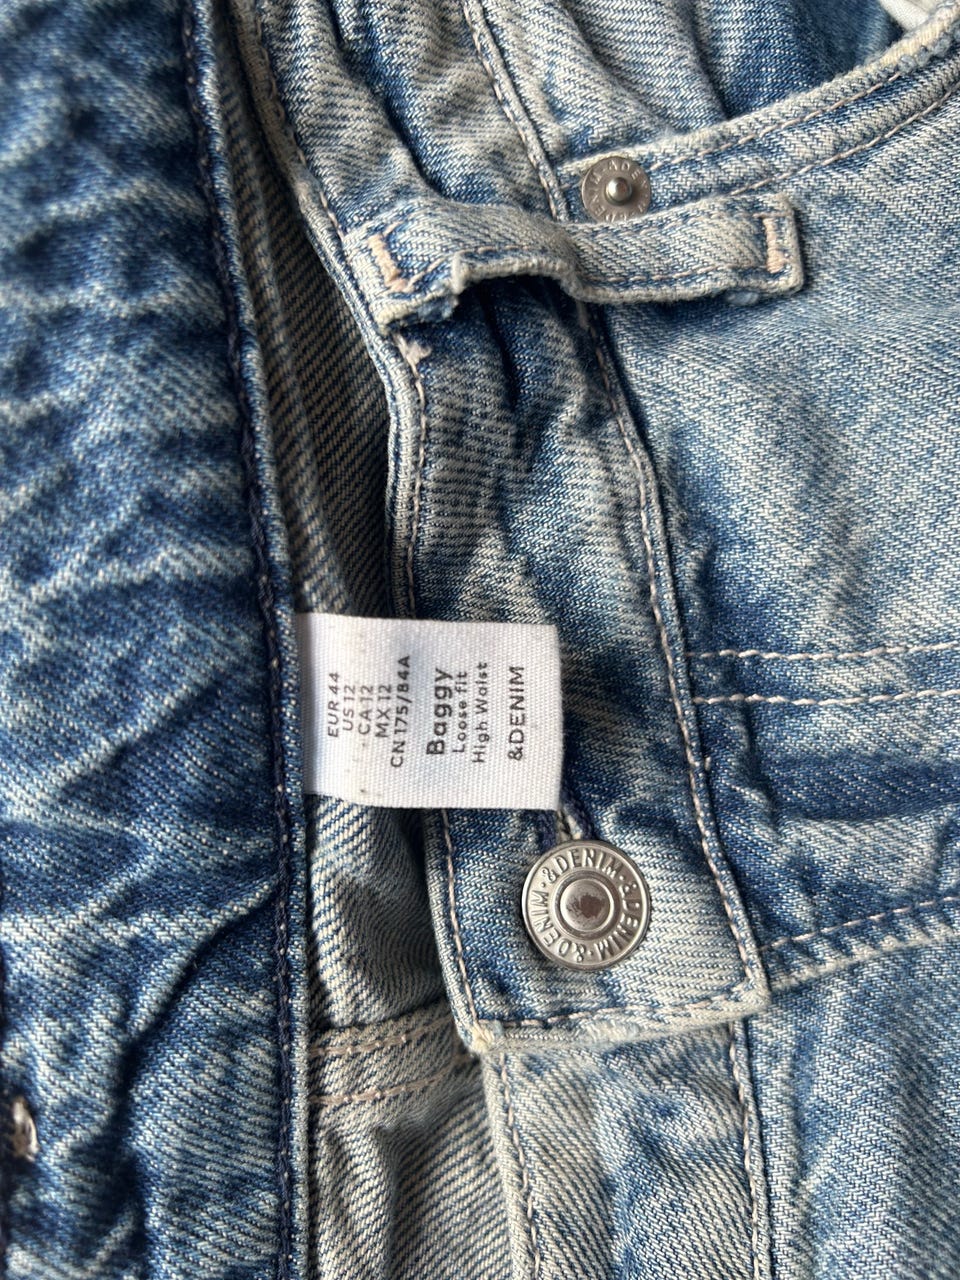 EUR 44
US 12
CA 12
MX 12
CN 175/84A
Baggy
Loose fit
High Waist
&DENIM
&DENIM · &DENIM · &DENIM ·